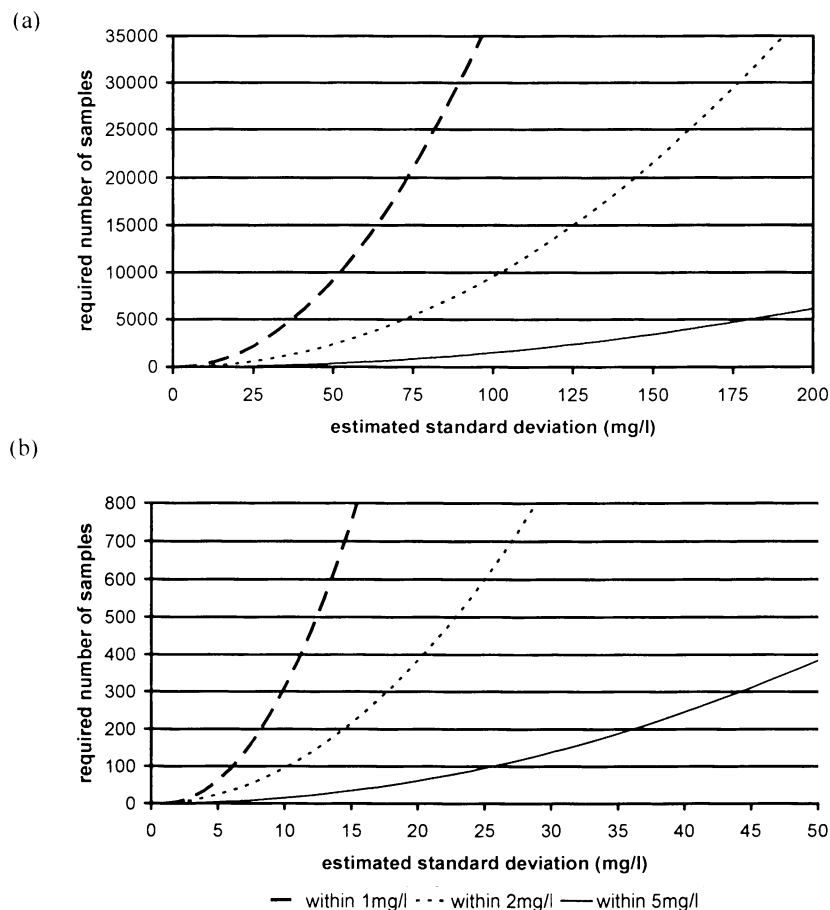 (a)
required number of samples
35000
30000
25000
20000
15000
10000
5000
0
0 25 50 75 100 125 150 175 200
estimated standard deviation (mg/l)
(b)
required number of samples
800
700
600
500
400
300
200
100
0
0 5 10 15 20 25 30 35 40 45 50
estimated standard deviation (mg/l)
within 1mg/l within 2mg/l within 5mg/l